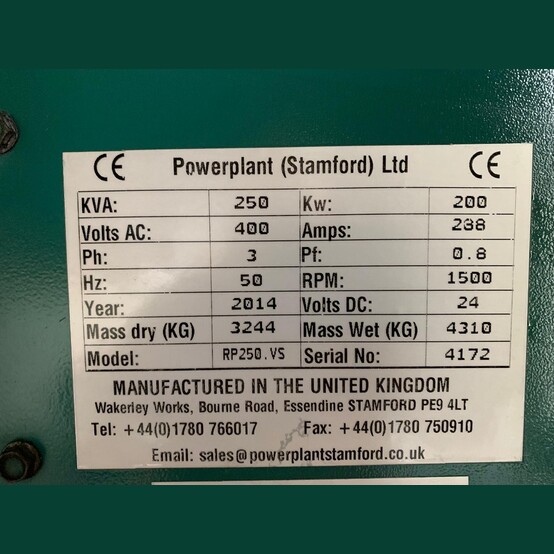 CE Powerplant (Stamford) Ltd CE
KVA: 250 Kw: 200
Volts AC: 400 Amps: 288
Ph: 3 Pf: 0.8
Hz: 50 RPM: 1500
Year: 2014 Volts DC: 24
Mass dry (KG) 3244 Mass Wet (KG) 4310
Model: RP250.VS Serial No: 4172
MANUFACTURED IN THE UNITED KINGDOM
Wakerley Works, Bourne Road, Essendine STAMFORD PE9 4LT
Tel: +44(0)1780 766017 Fax: +44(0)1780 750910
Email: sales@powerplantstamford.co.uk